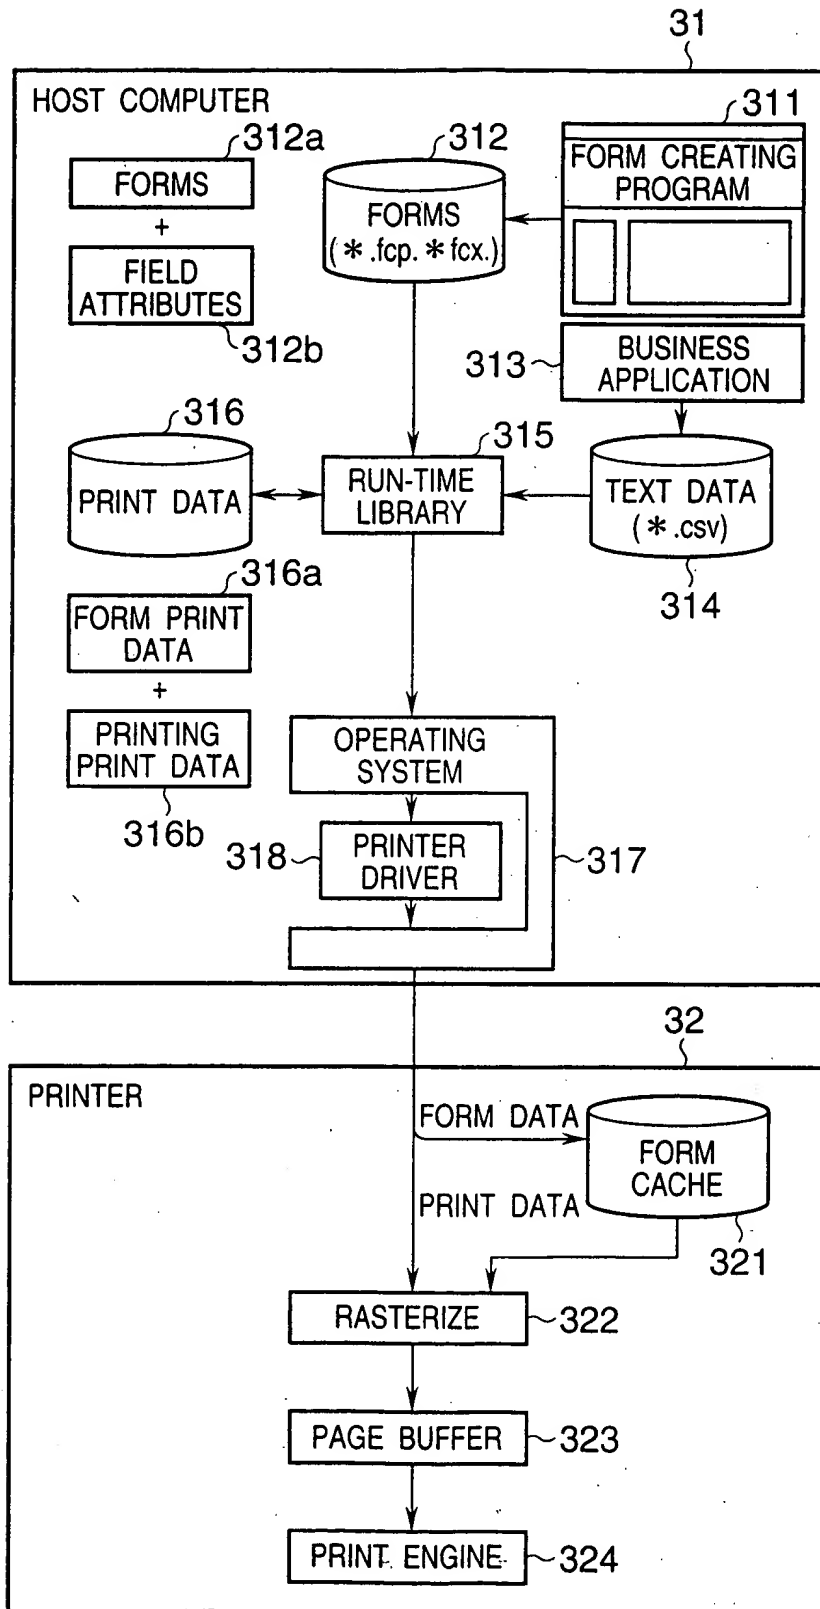 31
HOST COMPUTER
311
312a
312
FORMS
FORM CREATING
PROGRAM
FORMS
(*.fcp. *fcx.)
+
FIELD
ATTRIBUTES
312b
313
BUSINESS
APPLICATION
316
315
PRINT DATA
RUN-TIME
LIBRARY
TEXT DATA
(*.csv)
314
316a
FORM PRINT
DATA
+
PRINTING
PRINT DATA
316b
OPERATING
SYSTEM
318
PRINTER
DRIVER
317
32
PRINTER
FORM DATA
FORM
CACHE
PRINT DATA
321
RASTERIZE
322
PAGE BUFFER
323
PRINT ENGINE
324